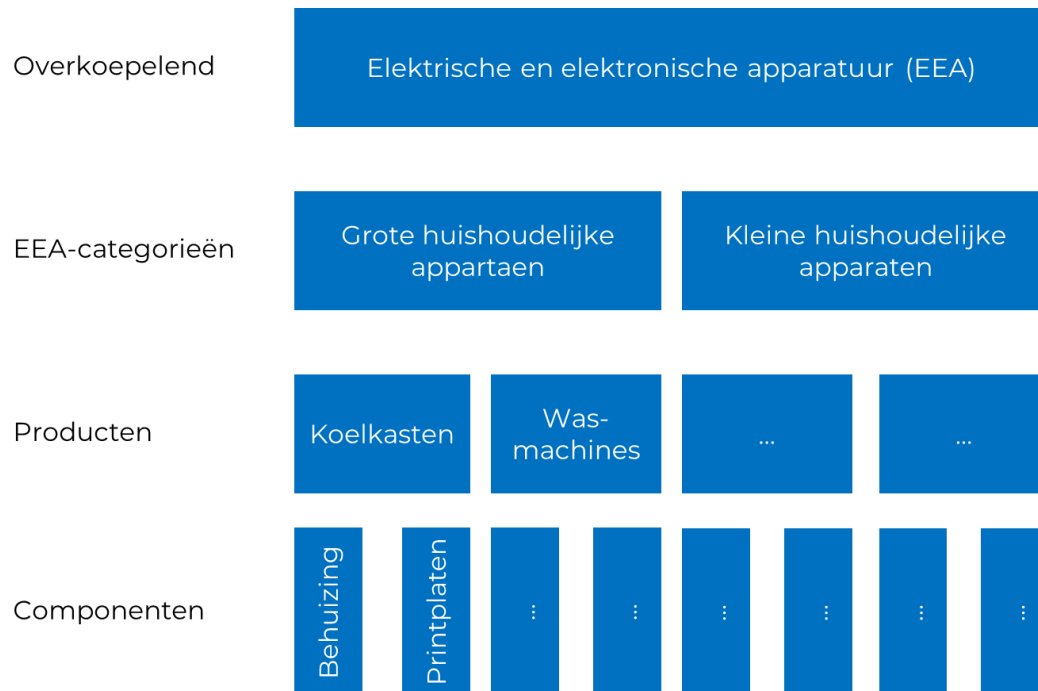 Overkoepelend
Elektrische en elektronische apparatuur (EEA)
EEA-categorieën
Grote huishoudelijke
appartaen
Kleine huishoudelijke
apparaten
Producten
Koelkasten
Was-
machines
...
...
Componenten
Behuizing
Printplaten
...
...
...
...
...
...